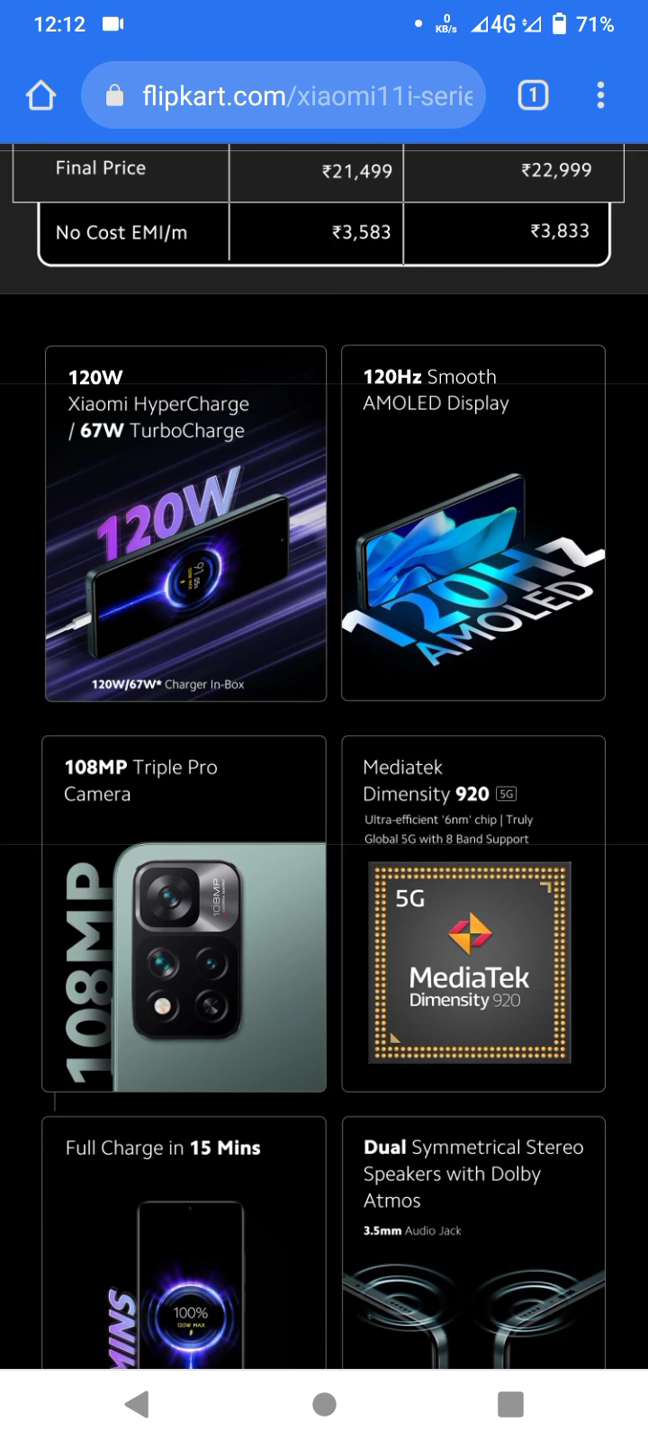 12:12
0
KB/s
4G
71%
flipkart.com/xiaomi11i-serie
1
Final Price ₹21,499 ₹22,999
No Cost EMI/m ₹3,583 ₹3,833
120W
Xiaomi HyperCharge
/ 67W TurboCharge
120W
120W/67W* Charger In-Box
120Hz Smooth
AMOLED Display
120HZ
AMOLED
108MP Triple Pro
Camera
108MP
108MP
Mediatek
Dimensity 920 5G
Ultra-efficient '6nm' chip | Truly
Global 5G with 8 Band Support
5G
MediaTek
Dimensity 920
Full Charge in 15 Mins
100%
120W MAX
MINS
Dual Symmetrical Stereo
Speakers with Dolby
Atmos
3.5mm Audio Jack